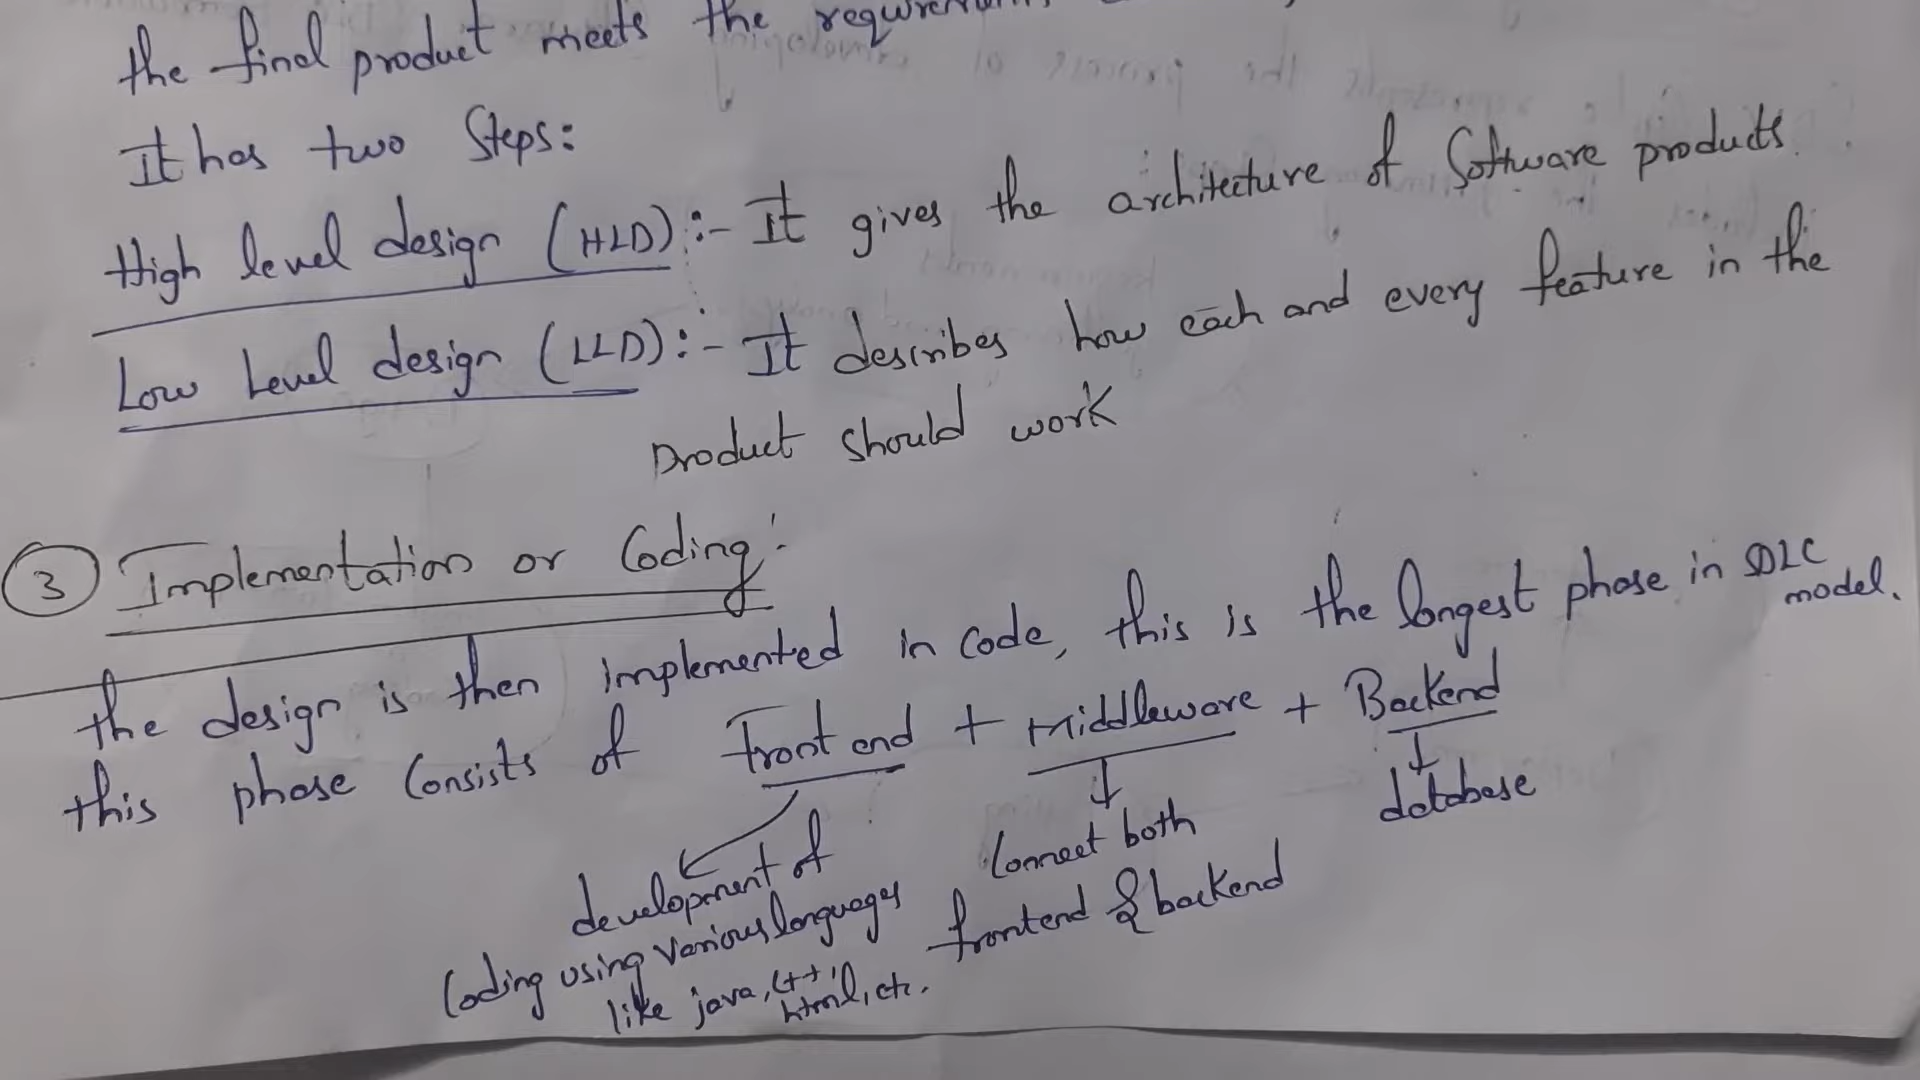 the final product meets the
It has two Steps:
High level design (HLD):- It gives the architecture of Software products.
Low Level design (LLD):- It describes how each and every feature in the
Product Should work
3 Implementation or Coding:
the design is then implemented in code, this is the longest phase in SDLC
model.
this phase Consists of Front end + Middleware + Backend
database
development of
Connect both
Coding using various languages
frontend & backend
like java, C++,
html, etc.